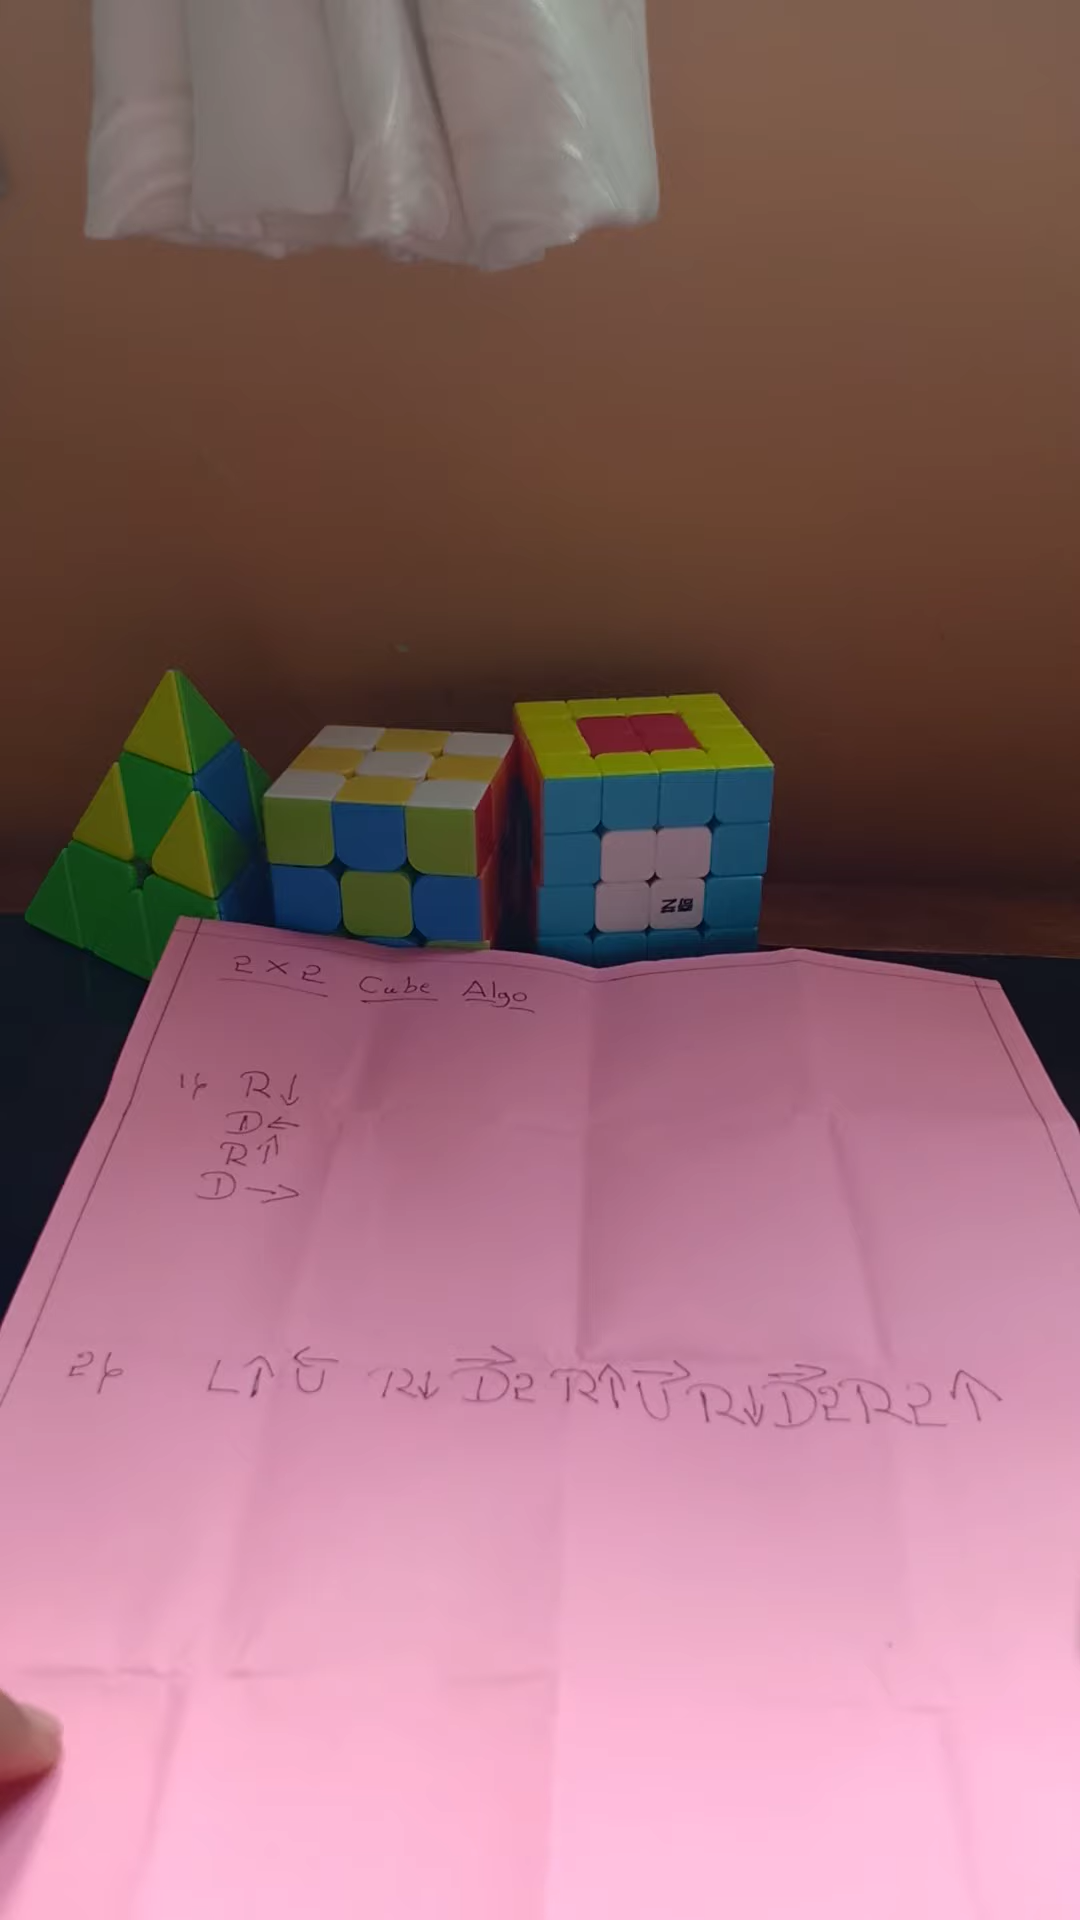 2 x 2 Cube Algo
1) R↓
D←
R↑
D→
2) L↑ U← R↓ D→2 R↑ U→ R↓ D→2 R2↑